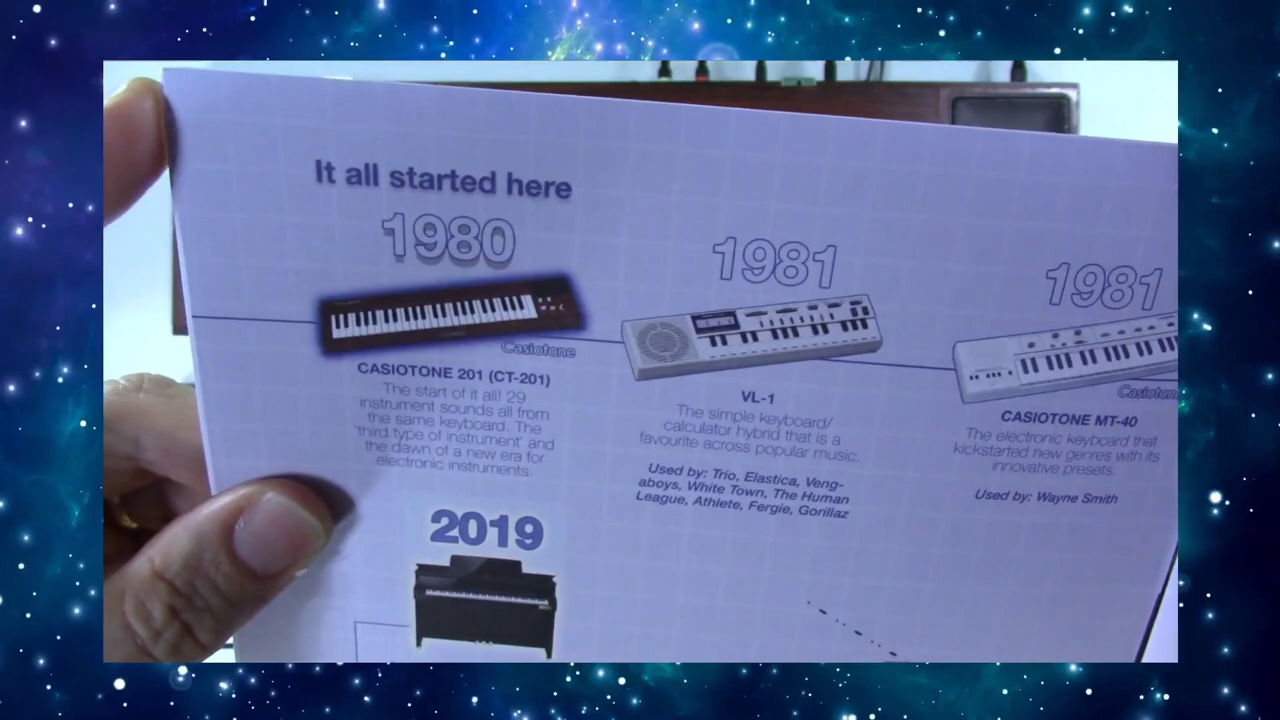 It all started here
1980
Casiotone
CASIOTONE 201 (CT-201)
The start of it all! 29
instrument sounds all from
the same keyboard. The
'third type of instrument' and
the dawn of a new era for
electronic instruments.
1981
VL-1
The simple keyboard/
calculator hybrid that is a
favourite across popular music.
Used by: Trio, Elastica, Veng-
aboys, White Town, The Human
League, Athlete, Fergie, Gorillaz
1981
Casioton
CASIOTONE MT-40
The electronic keyboard that
kickstarted new genres with its
innovative presets.
Used by: Wayne Smith
2019